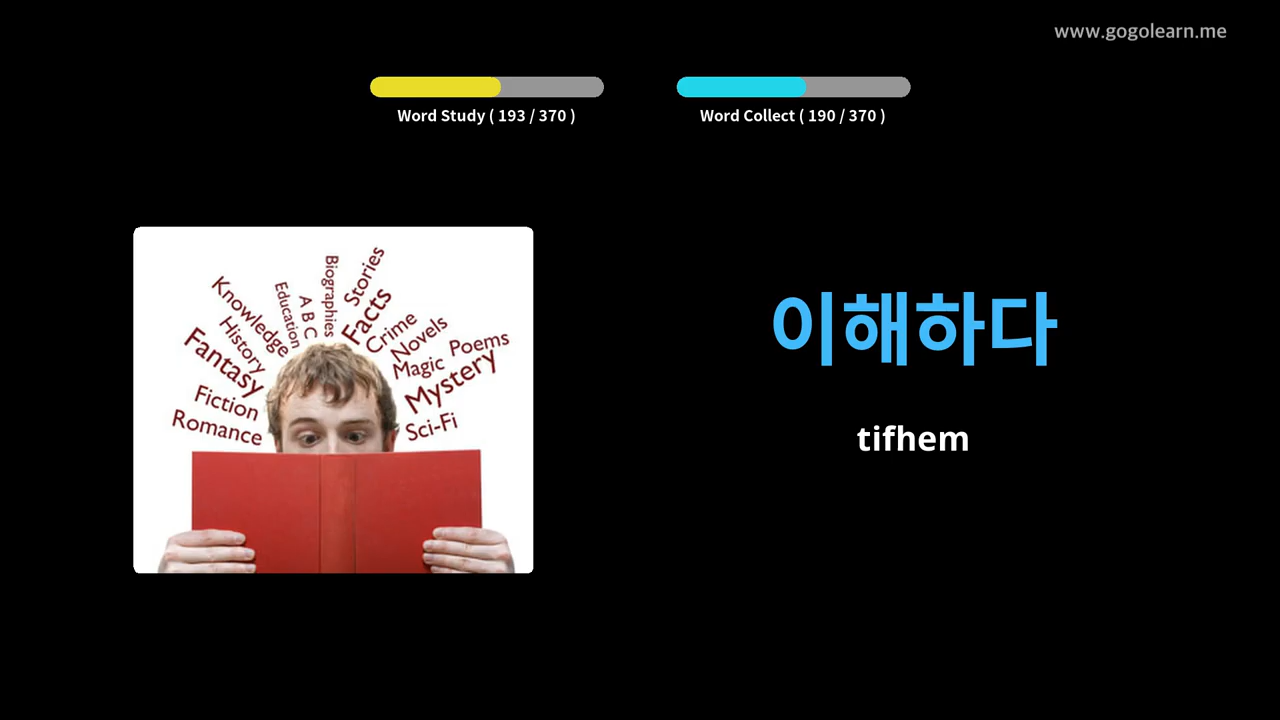 www.gogolearn.me
Word Study ( 193 / 370 )
Word Collect ( 190 / 370 )
Biographies
Stories
Knowledge
Education
A B C
Facts
Crime
History
Novels
Poems
Fantasy
Magic
Mystery
Fiction
Romance
Sci-Fi
이해하다
tifhem